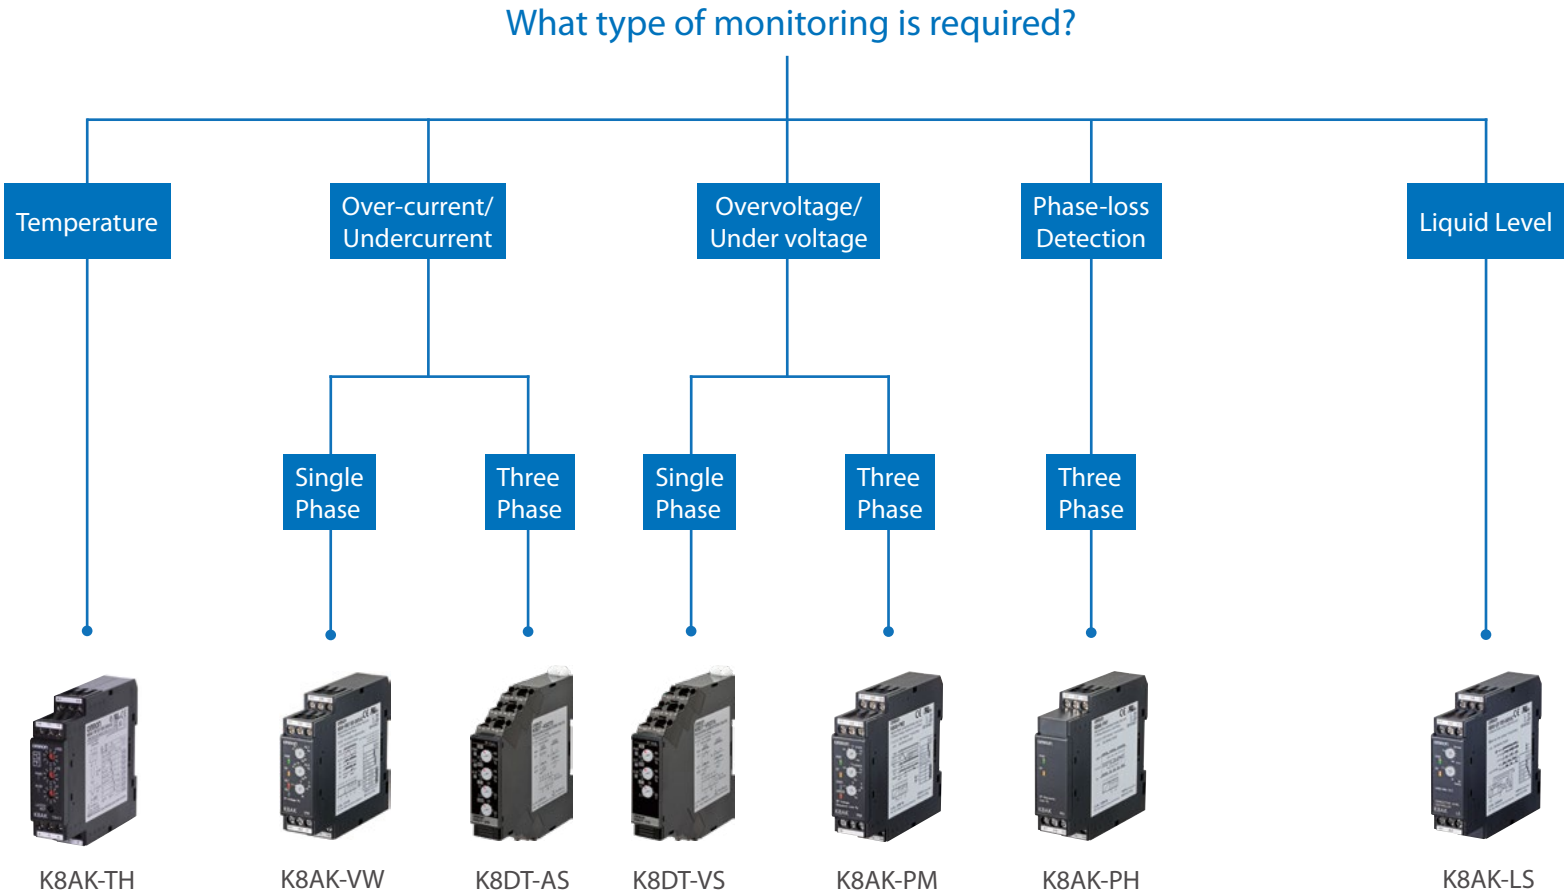 What type of monitoring is required?
Temperature
Over-current/
Undercurrent
Overvoltage/
Under voltage
Phase-loss
Detection
Liquid Level
Single
Phase
Three
Phase
Single
Phase
Three
Phase
Three
Phase
K8AK-TH
K8AK-VW
K8DT-AS
K8DT-VS
K8AK-PM
K8AK-PH
K8AK-LS